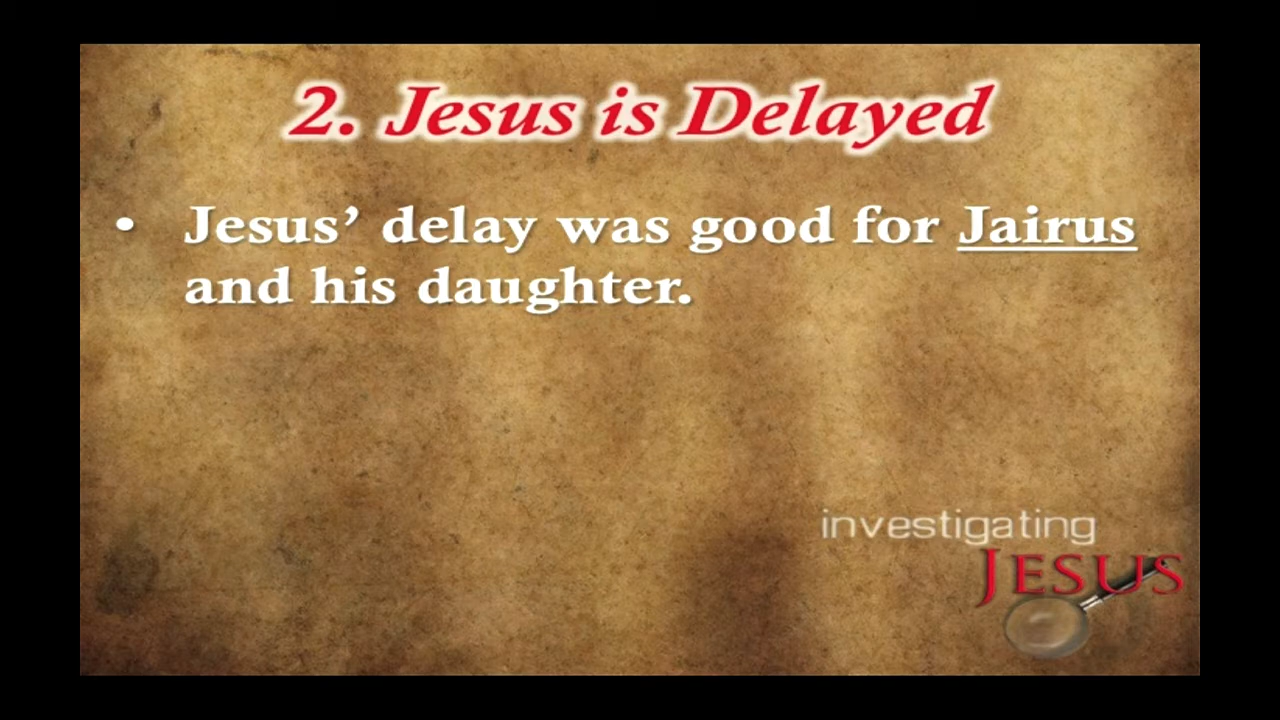 2. Jesus is Delayed
• Jesus’ delay was good for Jairus
and his daughter.
investigating
JESUS